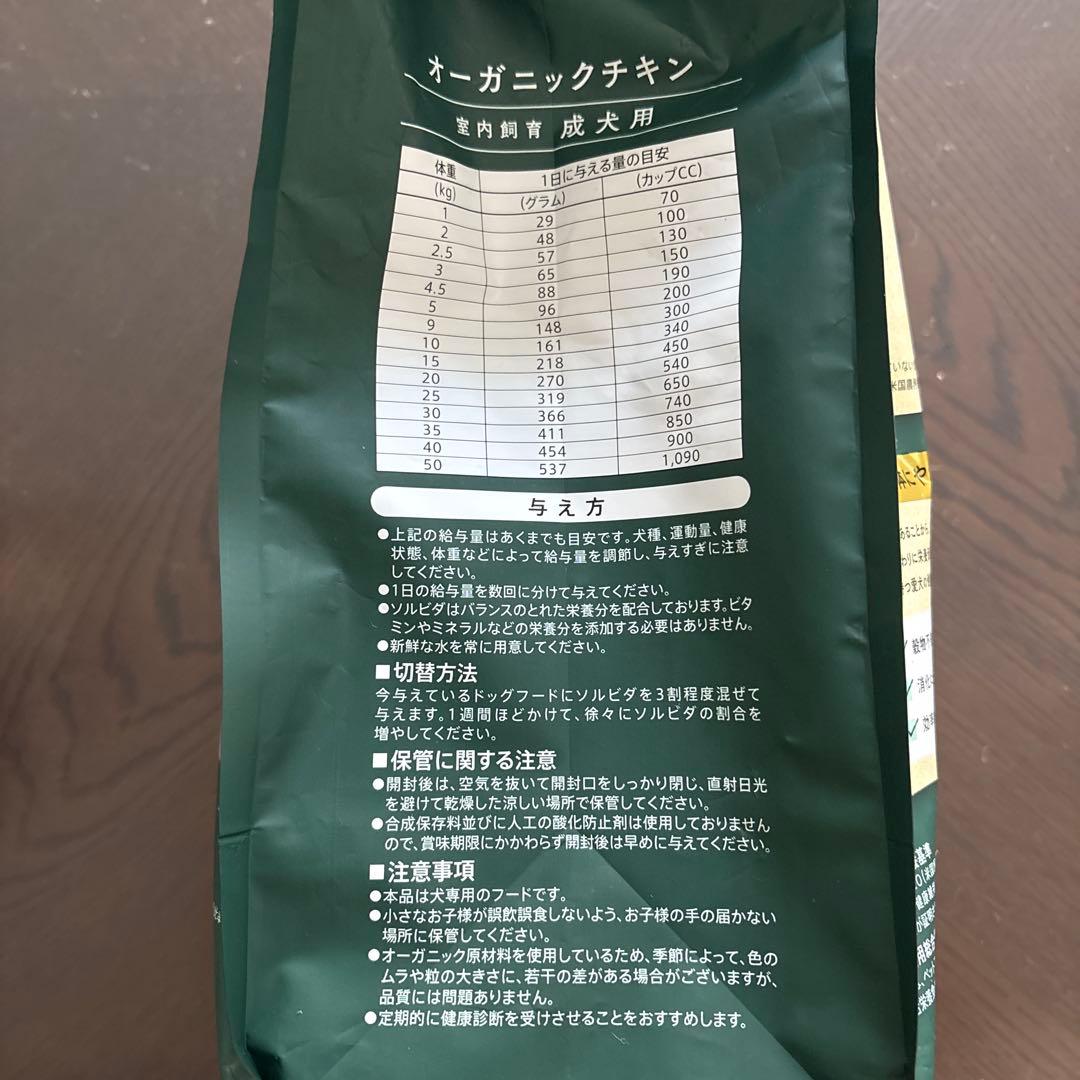 オーガニックチキン
室内飼育 成犬用
体重 1日に与える量の目安
(kg) (グラム) (カップCC)
1 29 70
2 48 100
2.5 57 130
3 65 150
4.5 88 190
5 96 200
9 148 300
10 161 340
15 218 450
20 270 540
25 319 650
30 366 740
35 411 850
40 454 900
50 537 1,090
与え方
●上記の給与量はあくまでも目安です。犬種、運動量、健康
状態、体重などによって給与量を調節し、与えすぎに注意
してください。
●1日の給与量を数回に分けて与えてください。
●ソルビダはバランスのとれた栄養分を配合しております。ビタ
ミンやミネラルなどの栄養分を添加する必要はありません。
●新鮮な水を常に用意してください。
■切替方法
今与えているドッグフードにソルビダを3割程度混ぜて
与えます。1週間ほどかけて、徐々にソルビダの割合を
増やしてください。
■保管に関する注意
●開封後は、空気を抜いて開封口をしっかり閉じ、直射日光
を避けて乾燥した涼しい場所で保管してください。
●合成保存料並びに人工の酸化防止剤は使用しておりません
ので、賞味期限にかかわらず開封後は早めに与えてください。
■注意事項
●本品は犬専用のフードです。
●小さなお子様が誤飲誤食しないよう、お子様の手の届かない
場所に保管してください。
●オーガニック原材料を使用しているため、季節によって、色の
ムラや粒の大きさに、若干の差がある場合がございますが、
品質には問題ありません。
●定期的に健康診断を受けさせることをおすすめします。